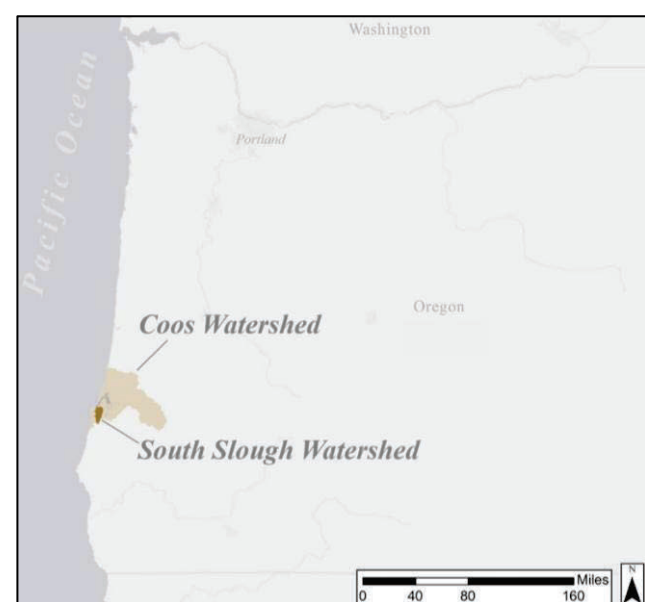 Washington
Pacific Ocean
Portland
Oregon
Coos Watershed
South Slough Watershed
Miles
0 40 80 160
N